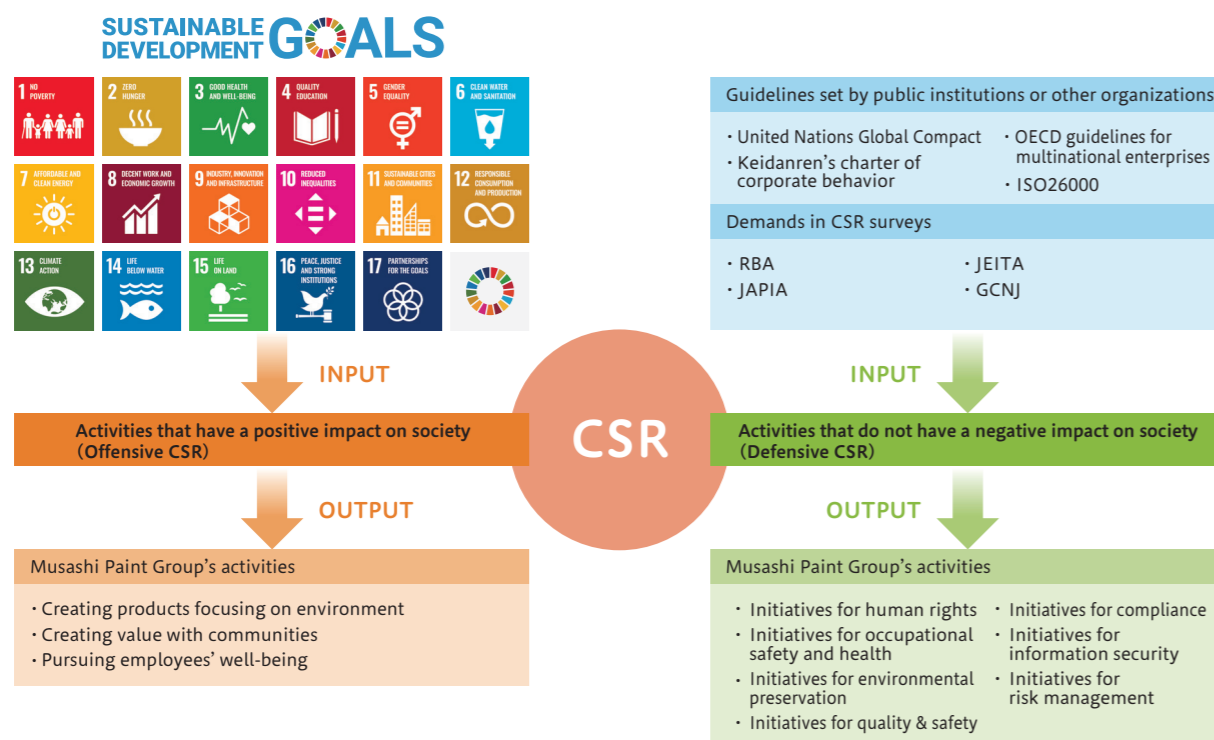 SUSTAINABLE
DEVELOPMENT
GOALS
1 NO
POVERTY
2 ZERO
HUNGER
3 GOOD HEALTH
AND WELL-BEING
4 QUALITY
EDUCATION
5 GENDER
EQUALITY
6 CLEAN WATER
AND SANITATION
7 AFFORDABLE AND
CLEAN ENERGY
8 DECENT WORK AND
ECONOMIC GROWTH
9 INDUSTRY, INNOVATION
AND INFRASTRUCTURE
10 REDUCED
INEQUALITIES
11 SUSTAINABLE CITIES
AND COMMUNITIES
12 RESPONSIBLE
CONSUMPTION
AND PRODUCTION
13 CLIMATE
ACTION
14 LIFE
BELOW WATER
15 LIFE
ON LAND
16 PEACE, JUSTICE
AND STRONG
INSTITUTIONS
17 PARTNERSHIPS
FOR THE GOALS
INPUT
Activities that have a positive impact on society
(Offensive CSR)
OUTPUT
Musashi Paint Group’s activities
・Creating products focusing on environment
・Creating value with communities
・Pursuing employees’ well-being
CSR
Guidelines set by public institutions or other organizations
・United Nations Global Compact
・Keidanren’s charter of
corporate behavior
・OECD guidelines for
multinational enterprises
・ISO26000
Demands in CSR surveys
・RBA
・JAPIA
・JEITA
・GCNJ
INPUT
Activities that do not have a negative impact on society
(Defensive CSR)
OUTPUT
Musashi Paint Group’s activities
・Initiatives for human rights
・Initiatives for occupational
safety and health
・Initiatives for environmental
preservation
・Initiatives for quality & safety
・Initiatives for compliance
・Initiatives for
information security
・Initiatives for
risk management